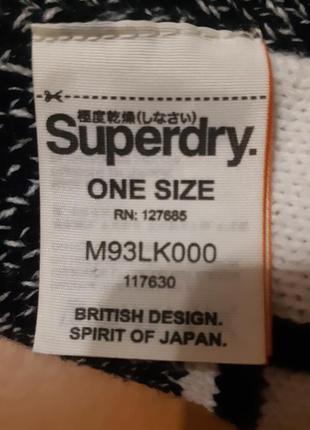 極度乾燥(しなさい)
Superdry.
ONE SIZE
RN: 127685
M93LK000
117630
BRITISH DESIGN.
SPIRIT OF JAPAN.